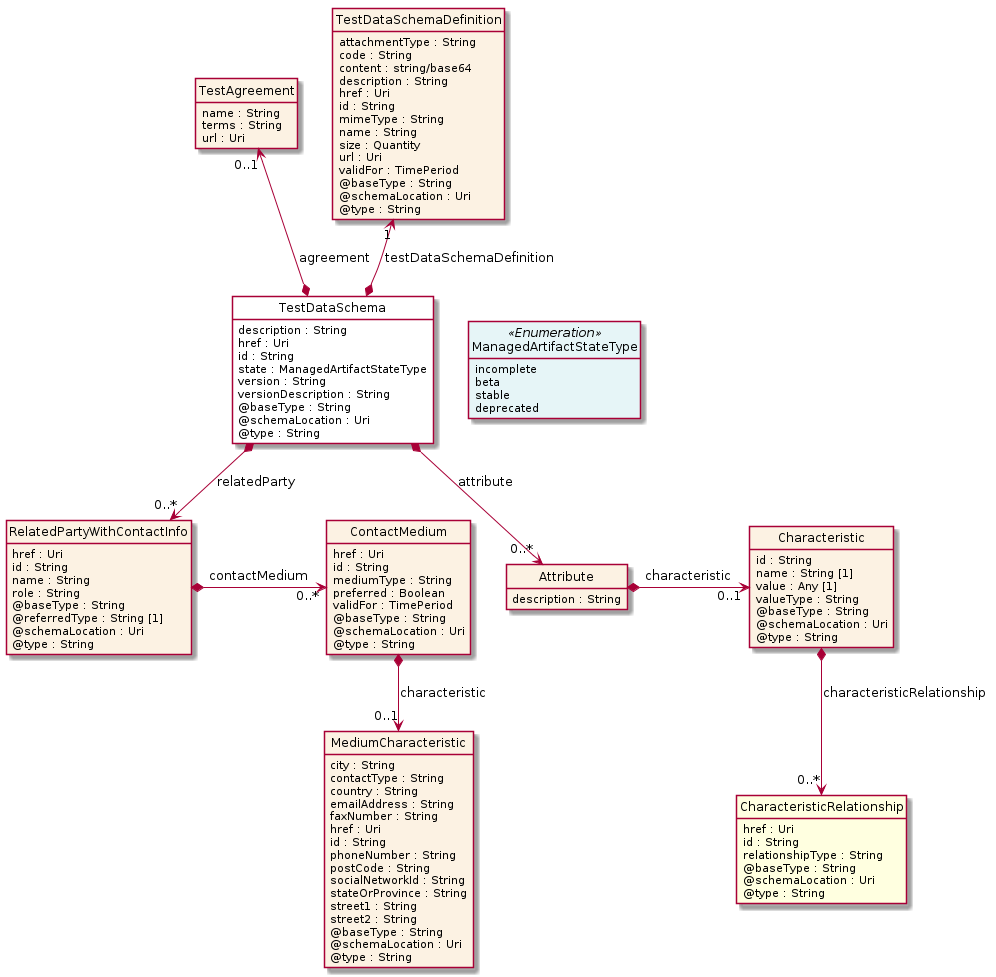 TestDataSchemaDefinition
attachmentType : String
code : String
content : string/base64
description : String
href : Uri
id : String
mimeType : String
name : String
size : Quantity
url : Uri
validFor : TimePeriod
@baseType : String
@schemaLocation : Uri
@type : String
TestAgreement
name : String
terms : String
url : Uri
0..1
1
agreement
testDataSchemaDefinition
TestDataSchema
description : String
href : Uri
id : String
state : ManagedArtifactStateType
version : String
versionDescription : String
@baseType : String
@schemaLocation : Uri
@type : String
«Enumeration»
ManagedArtifactStateType
incomplete
beta
stable
deprecated
relatedParty
0..*
attribute
0..*
RelatedPartyWithContactInfo
href : Uri
id : String
name : String
role : String
@baseType : String
@referredType : String [1]
@schemaLocation : Uri
@type : String
contactMedium
0..*
ContactMedium
href : Uri
id : String
mediumType : String
preferred : Boolean
validFor : TimePeriod
@baseType : String
@schemaLocation : Uri
@type : String
Attribute
description : String
characteristic
0..1
Characteristic
id : String
name : String [1]
value : Any [1]
valueType : String
@baseType : String
@schemaLocation : Uri
@type : String
characteristic
0..1
characteristicRelationship
0..*
MediumCharacteristic
city : String
contactType : String
country : String
emailAddress : String
faxNumber : String
href : Uri
id : String
phoneNumber : String
postCode : String
socialNetworkId : String
stateOrProvince : String
street1 : String
street2 : String
@baseType : String
@schemaLocation : Uri
@type : String
CharacteristicRelationship
href : Uri
id : String
relationshipType : String
@baseType : String
@schemaLocation : Uri
@type : String